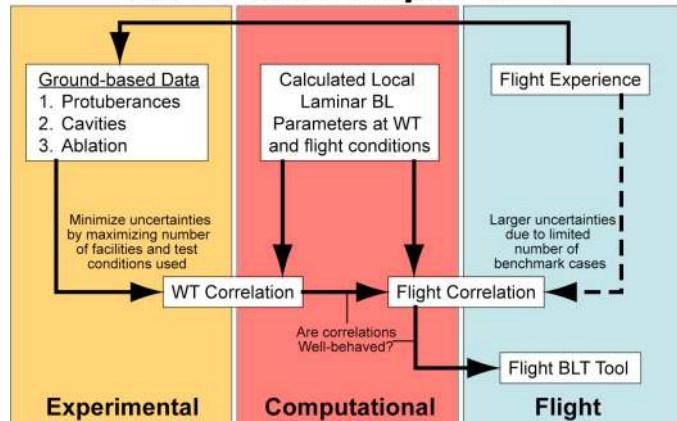 Ground-based Data
1. Protuberances
2. Cavities
3. Ablation
Calculated Local
Laminar BL
Parameters at WT
and flight conditions
Flight Experience
Minimize uncertainties
by maximizing number
of facilities and test
conditions used
Larger uncertainties
due to limited
number of
benchmark cases
WT Correlation
Flight Correlation
Are correlations
Well-behaved?
Flight BLT Tool
Experimental
Computational
Flight